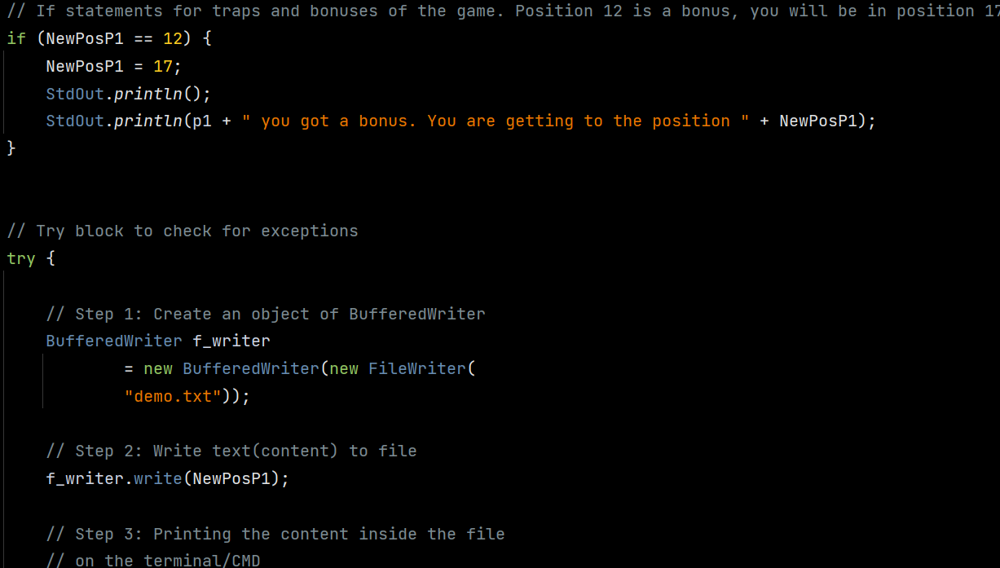 // If statements for traps and bonuses of the game. Position 12 is a bonus, you will be in position 17
if (NewPosP1 == 12) {
NewPosP1 = 17;
StdOut.println();
StdOut.println(p1 + " you got a bonus. You are getting to the position " + NewPosP1);
}
// Try block to check for exceptions
try {
// Step 1: Create an object of BufferedWriter
BufferedWriter f_writer
= new BufferedWriter(new FileWriter(
"demo.txt"));
// Step 2: Write text(content) to file
f_writer.write(NewPosP1);
// Step 3: Printing the content inside the file
// on the terminal/CMD